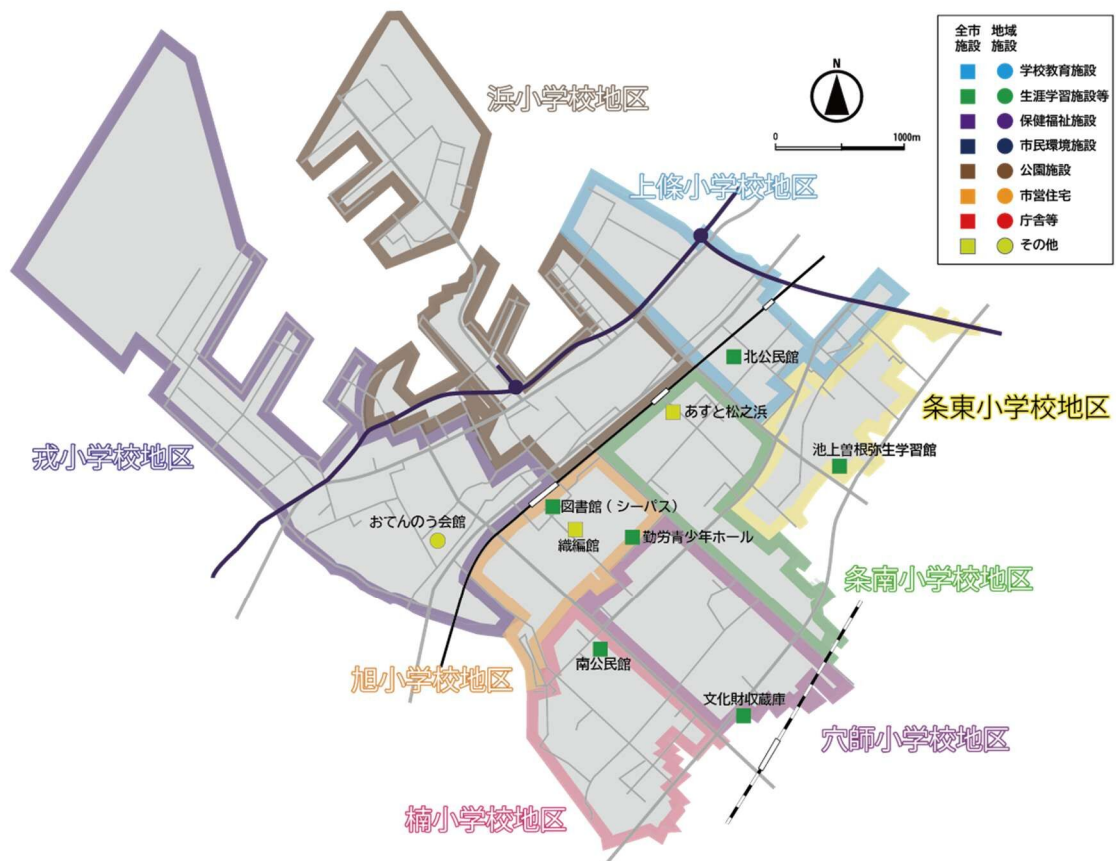 全市施設
地域施設
学校教育施設
生涯学習施設等
保健福祉施設
市民環境施設
公園施設
市営住宅
庁舎等
その他
N
0
1000m
浜小学校地区
上條小学校地区
北公民館
あすと松之浜
条東小学校地区
池上曽根弥生学習館
戎小学校地区
おてんのう会館
図書館（シーパス）
織編館
勤労青少年ホール
条南小学校地区
旭小学校地区
南公民館
文化財収蔵庫
穴師小学校地区
楠小学校地区